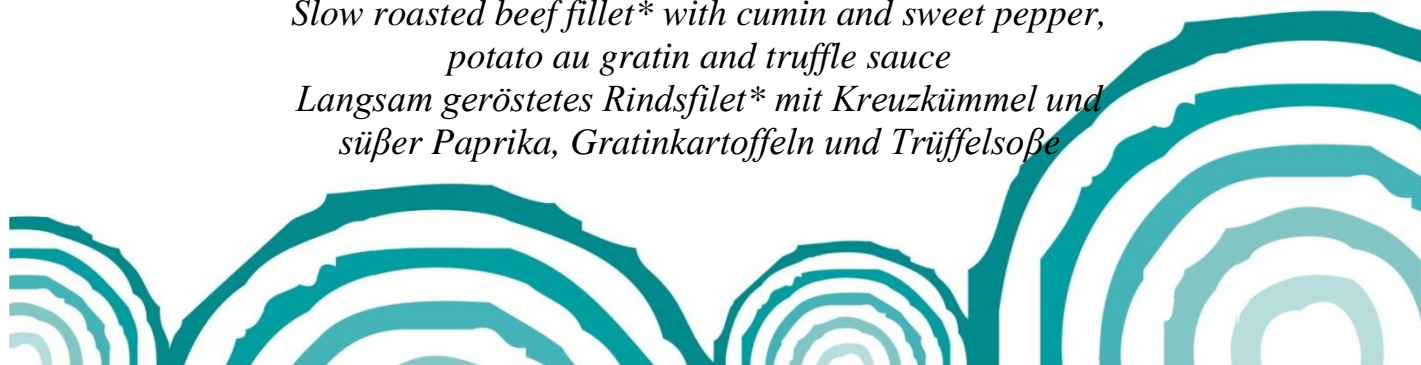 Slow roasted beef fillet* with cumin and sweet pepper,
potato au gratin and truffle sauce
Langsam geröstetes Rindsfilet* mit Kreuzkümmel und
süßer Paprika, Gratinkartoffeln und Trüffelsoße